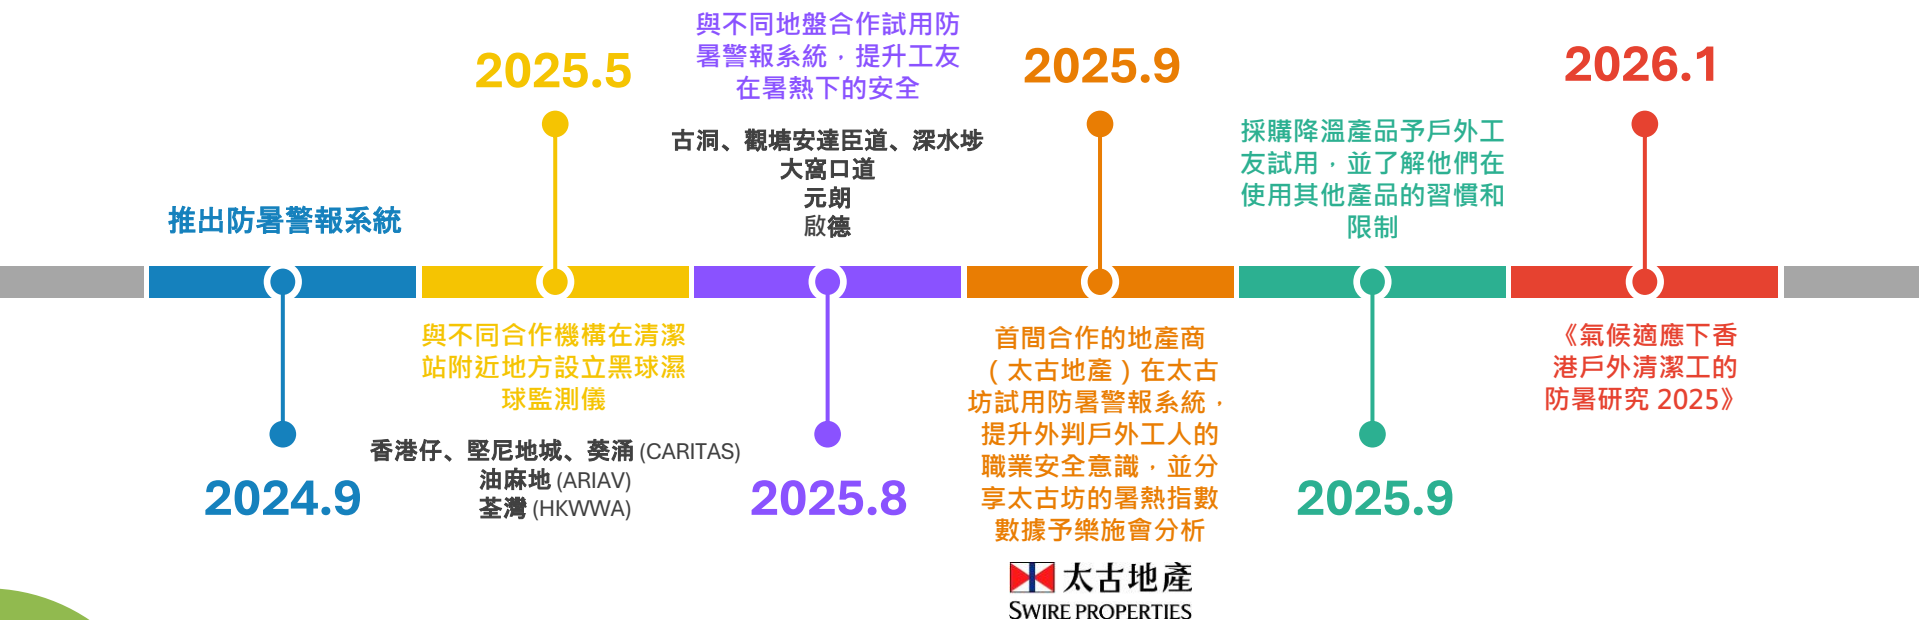 推出防暑警報系統
2024.9
2025.5
與不同合作機構在清潔
站附近地方設立黑球濕
球監測儀
香港仔、堅尼地城、葵涌 (CARITAS)
油麻地 (ARIAV)
荃灣 (HKWWA)
與不同地盤合作試用防
暑警報系統，提升工友
在暑熱下的安全
古洞、觀塘安達臣道、深水埗
大窩口道
元朗
啟德
2025.8
2025.9
首間合作的地產商
（太古地產）在太古
坊試用防暑警報系統，
提升外判戶外工人的
職業安全意識，並分
享太古坊的暑熱指數
數據予樂施會分析
太古地產
SWIRE PROPERTIES
採購降溫產品予戶外工
友試用，並了解他們在
使用其他產品的習慣和
限制
2025.9
2026.1
《氣候適應下香
港戶外清潔工的
防暑研究 2025》